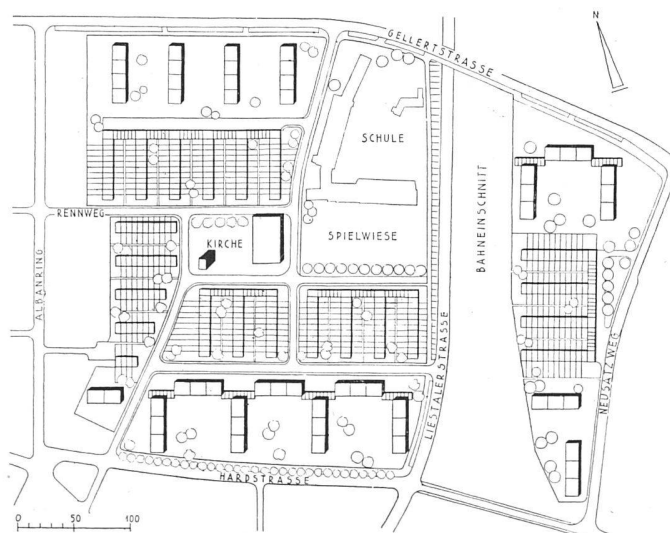 N
GELLERTSTRASSE
SCHULE
RENNWEG
KIRCHE
SPIELWIESE
BAHNEINSCHNITT
ALBANRING
LIESTALERSTRASSE
NEUSATZWEG
HARDSTRASSE
0 50 100